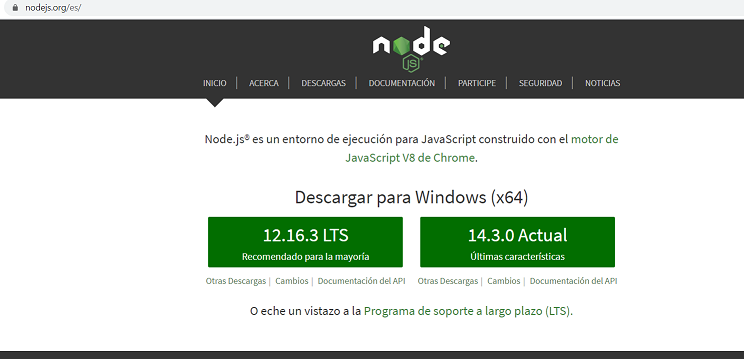 nodejs.org/es/
node
JS
INICIO | ACERCA | DESCARGAS | DOCUMENTACIÓN | PARTICIPE | SEGURIDAD | NOTICIAS
Node.js® es un entorno de ejecución para JavaScript construido con el motor de
JavaScript V8 de Chrome.
Descargar para Windows (x64)
12.16.3 LTS
Recomendado para la mayoría
14.3.0 Actual
Últimas características
Otras Descargas | Cambios | Documentación del API
Otras Descargas | Cambios | Documentación del API
O eche un vistazo a la Programa de soporte a largo plazo (LTS).